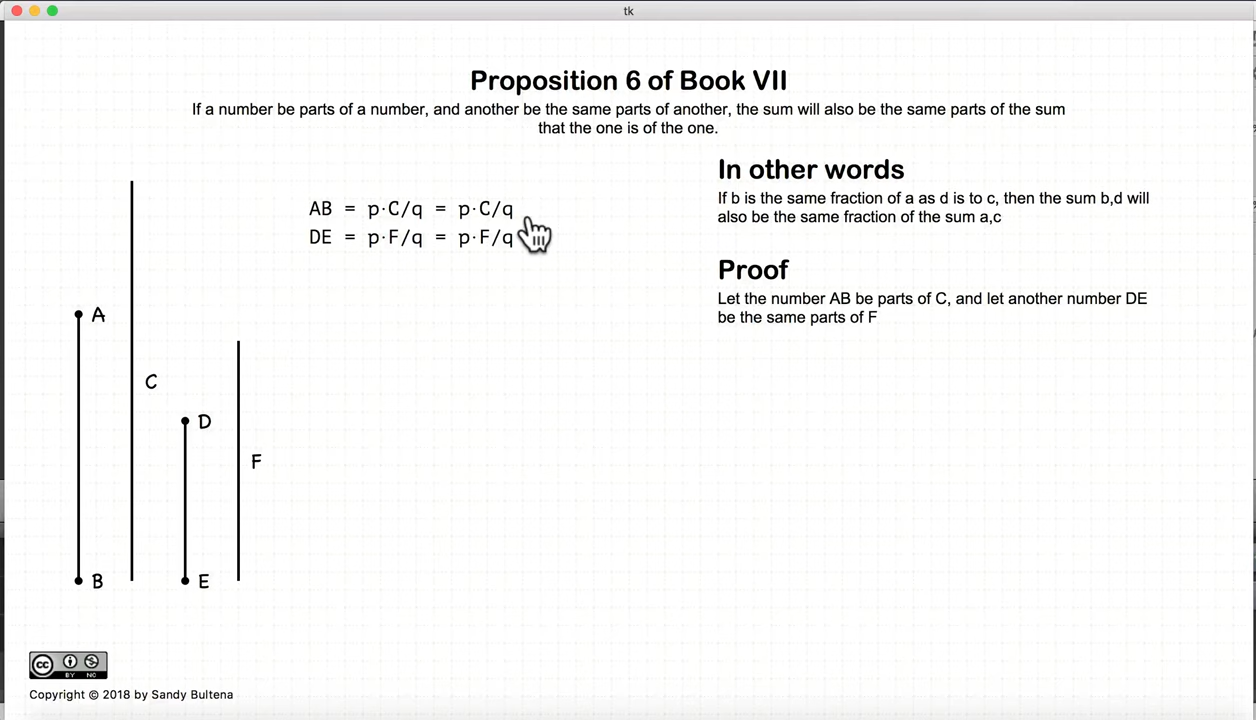 tk
Proposition 6 of Book VII
If a number be parts of a number, and another be the same parts of another, the sum will also be the same parts of the sum
that the one is of the one.
In other words
If b is the same fraction of a as d is to c, then the sum b,d will
also be the same fraction of the sum a,c
AB = p·C/q = p·C/q
DE = p·F/q = p·F/q
Proof
Let the number AB be parts of C, and let another number DE
be the same parts of F
A
C
D
F
B
E
cc
BY NC
Copyright © 2018 by Sandy Bultena